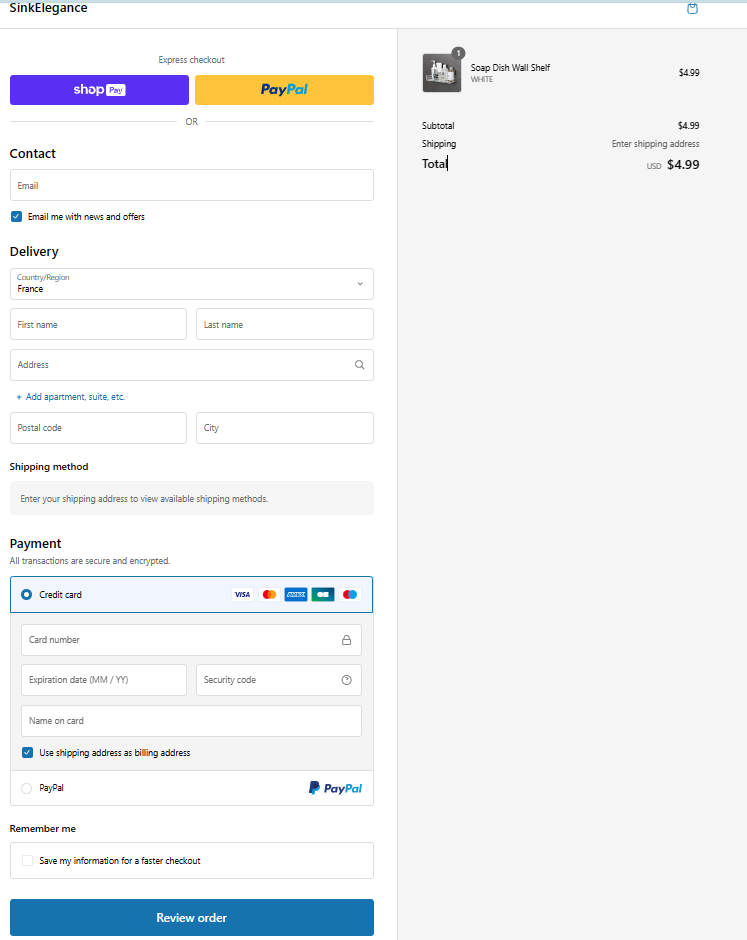 SinkElegance
Express checkout
shop Pay
PayPal
OR
Contact
Email
Email me with news and offers
Delivery
Country/Region
France
First name
Last name
Address
+ Add apartment, suite, etc.
Postal code
City
Shipping method
Enter your shipping address to view available shipping methods.
Payment
All transactions are secure and encrypted.
Credit card
VISA
AMEX
Card number
Expiration date (MM / YY)
Security code
Name on card
Use shipping address as billing address
PayPal
PayPal
Remember me
Save my information for a faster checkout
Review order
1
Soap Dish Wall Shelf
WHITE
$4.99
Subtotal
$4.99
Shipping
Enter shipping address
Total
USD $4.99